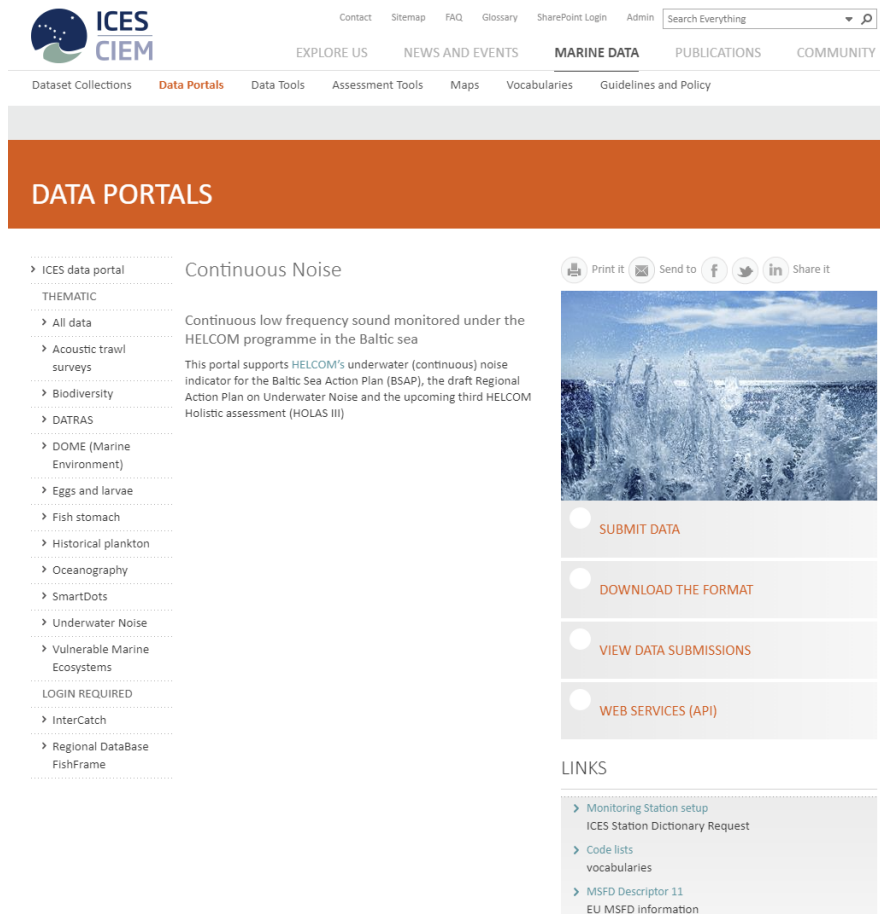 ICES
CIEM
Contact Sitemap FAQ Glossary SharePoint Login Admin Search Everything
EXPLORE US NEWS AND EVENTS MARINE DATA PUBLICATIONS COMMUNITY
Dataset Collections Data Portals Data Tools Assessment Tools Maps Vocabularies Guidelines and Policy
DATA PORTALS
ICES data portal
THEMATIC
All data
Acoustic trawl
surveys
Biodiversity
DATRAS
DOME (Marine
Environment)
Eggs and larvae
Fish stomach
Historical plankton
Oceanography
SmartDots
Underwater Noise
Vulnerable Marine
Ecosystems
LOGIN REQUIRED
InterCatch
Regional DataBase
FishFrame
Continuous Noise
Continuous low frequency sound monitored under the
HELCOM programme in the Baltic sea
This portal supports HELCOM's underwater (continuous) noise
indicator for the Baltic Sea Action Plan (BSAP), the draft Regional
Action Plan on Underwater Noise and the upcoming third HELCOM
Holistic assessment (HOLAS III)
Print it Send to f in Share it
SUBMIT DATA
DOWNLOAD THE FORMAT
VIEW DATA SUBMISSIONS
WEB SERVICES (API)
LINKS
Monitoring Station setup
ICES Station Dictionary Request
Code lists
vocabularies
MSFD Descriptor 11
EU MSFD information